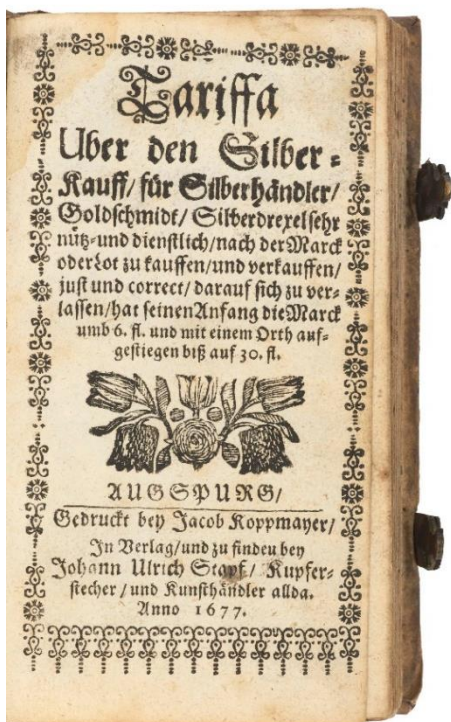 Tariffa
Uber den Silber-
Kauff/ für Silberhändler/
Goldschmidt/ Silberdrexel sehr
nütz- und dienstlich/ nach der Marck
oder Lot zu kauffen/ und verkauffen/
just und correct/ darauf sich zu ver-
lassen/ hat seinen Anfang die Marck
umb 6. fl. und mit einem Orth auf-
gestiegen biß auf 30. fl.
AUGSPURG/
Gedruckt bey Jacob Koppmayer/
In Verlag/ und zu finden bey
Johann Ulrich Stapf/ Kupfer-
stecher/ und Kunsthändler allda.
Anno 1677.